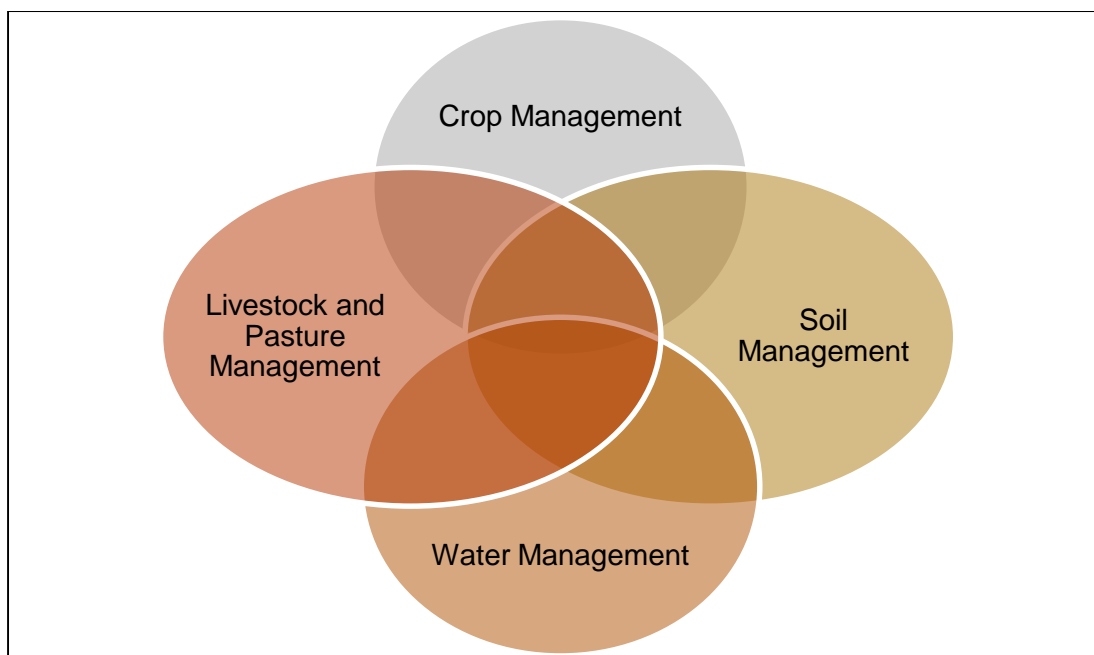 Crop Management
Livestock and
Pasture
Management
Soil
Management
Water Management